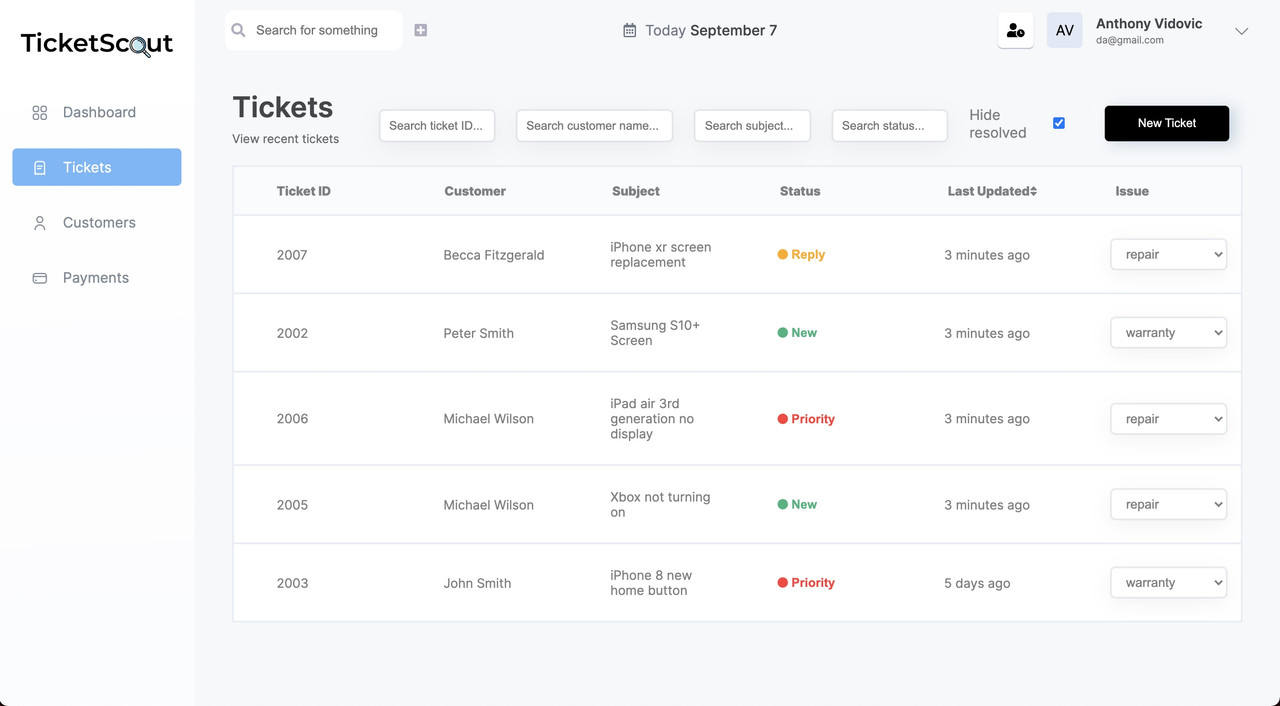 TicketScout
Search for something
Today September 7
AV
Anthony Vidovic
da@gmail.com
Dashboard
Tickets
Customers
Payments
Tickets
View recent tickets
Search ticket ID...
Search customer name...
Search subject...
Search status...
Hide
resolved
New Ticket
Ticket ID Customer Subject Status Last Updated Issue
2007 Becca Fitzgerald iPhone xr screen
replacement Reply 3 minutes ago repair
2002 Peter Smith Samsung S10+
Screen New 3 minutes ago warranty
2006 Michael Wilson iPad air 3rd
generation no
display Priority 3 minutes ago repair
2005 Michael Wilson Xbox not turning
on New 3 minutes ago repair
2003 John Smith iPhone 8 new
home button Priority 5 days ago warranty